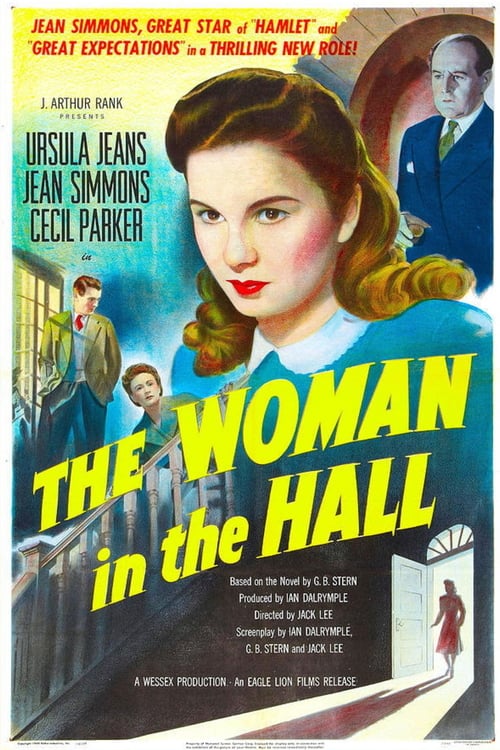 JEAN SIMMONS, GREAT STAR of "HAMLET" and
"GREAT EXPECTATIONS" in a THRILLING NEW ROLE!
J. ARTHUR RANK
PRESENTS
URSULA JEANS
JEAN SIMMONS
CECIL PARKER
in
THE WOMAN
in the HALL
Based on the Novel by G. B. STERN
Produced by IAN DALRYMPLE
Directed by JACK LEE
Screenplay by IAN DALRYMPLE,
G. B. STERN and JACK LEE
A WESSEX PRODUCTION · An EAGLE LION FILMS RELEASE